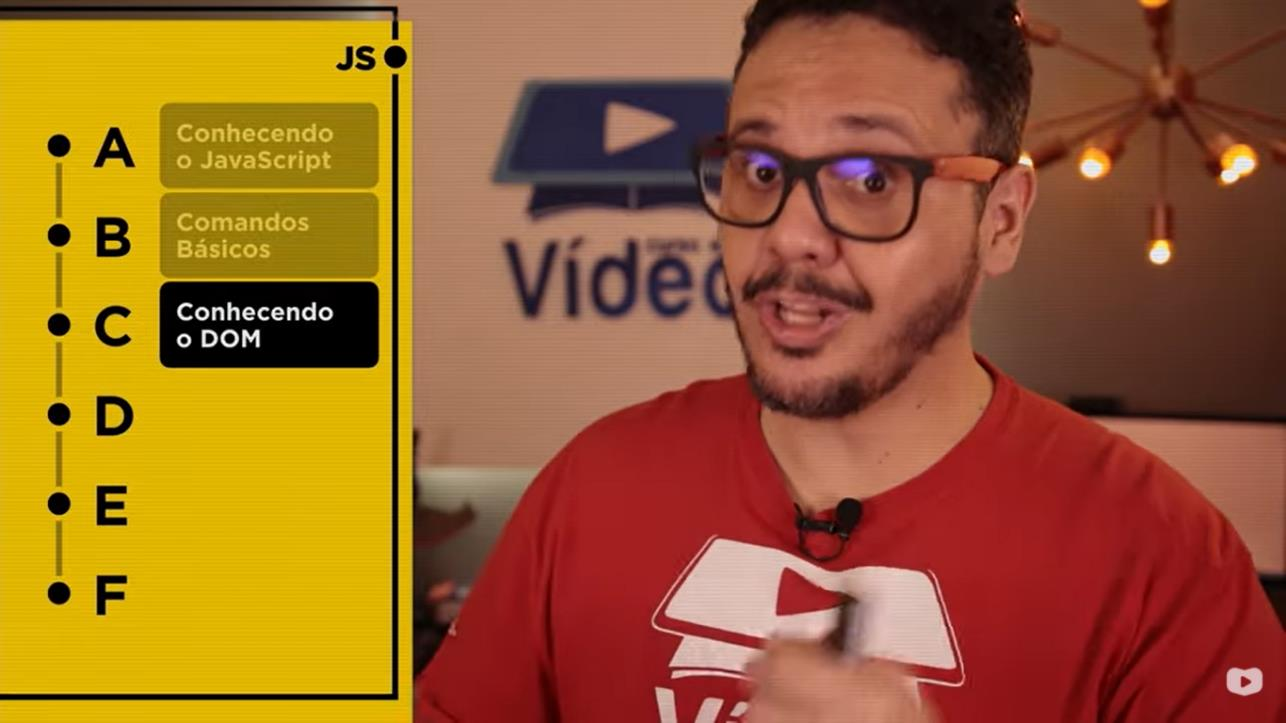 JS
A
Conhecendo
o JavaScript
B
Comandos
Básicos
C
Conhecendo
o DOM
D
E
F
Víde